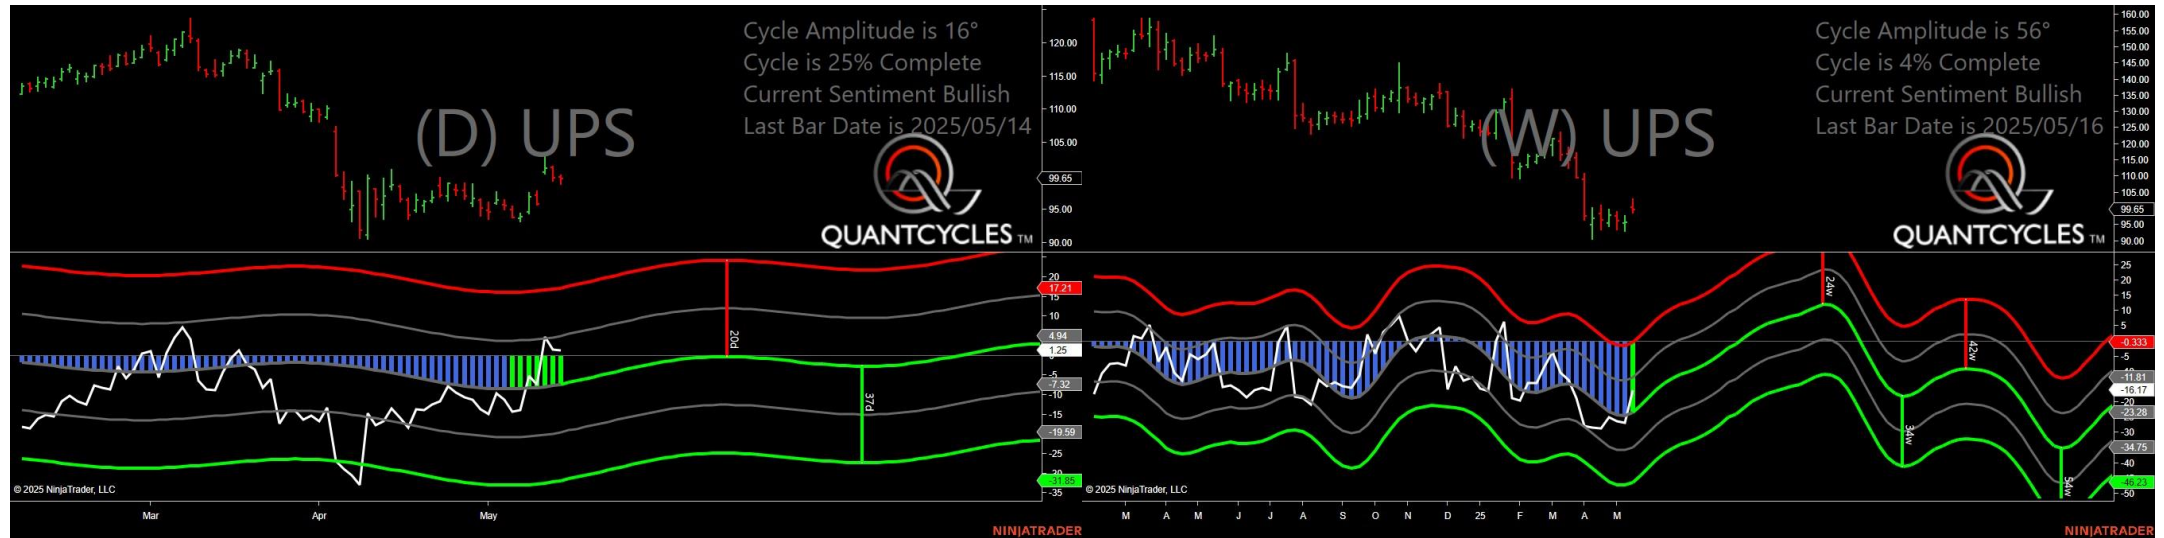 Cycle Amplitude is 16°
Cycle is 25% Complete
Current Sentiment Bullish
Last Bar Date is 2025/05/14
(D) UPS
QUANTCYCLES TM
120.00
115.00
110.00
105.00
99.65
95.00
90.00
20
17.21
15
10
4.94
1.25
-5
-7.32
-10
-15
-19.59
-25
-30
-31.85
-35
20d
37d
© 2025 NinjaTrader, LLC
Mar Apr May
NINJATRADER
Cycle Amplitude is 56°
Cycle is 4% Complete
Current Sentiment Bullish
Last Bar Date is 2025/05/16
(W) UPS
QUANTCYCLES TM
160.00
155.00
150.00
145.00
140.00
135.00
130.00
125.00
120.00
115.00
110.00
105.00
99.65
95.00
90.00
25
20
15
10
5
-0.333
-5
-11.81
-16.17
-20
-23.28
-30
-34.75
-40
-46.23
-50
24w
42w
34w
54w
© 2025 NinjaTrader, LLC
M A M J J A S O N D 25 F M A M
NINJATRADER